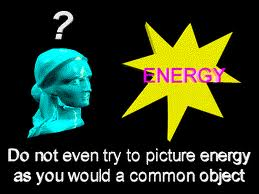 ?
ENERGY
Do not even try to picture energy
as you would a common object